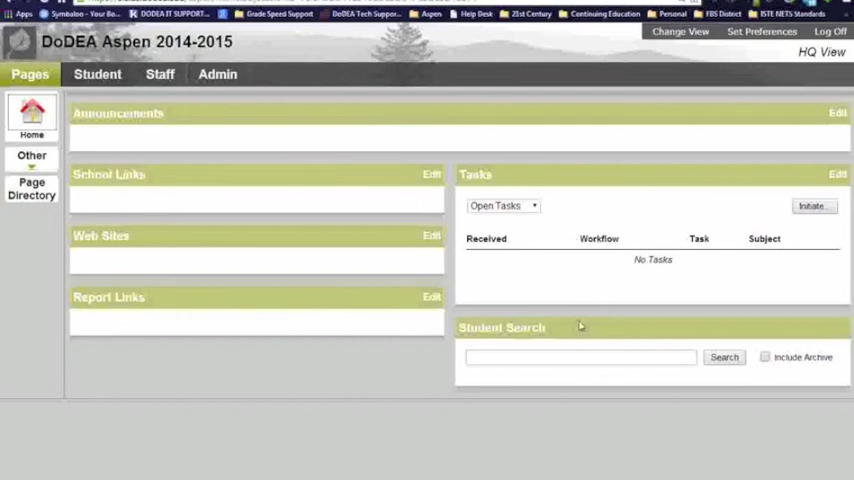 Apps Symbaloo - Your Bo... DODEA IT SUPPORT... Grade Speed Support DoDEA Tech Suppor... Aspen Help Desk 21st Century Continuing Education Personal FBS District ISTE NETS Standards
DoDEA Aspen 2014-2015
Change View Set Preferences Log Off
HQ View
Pages Student Staff Admin
Home
Other
Page
Directory
Announcements Edit
School Links Edit
Web Sites Edit
Report Links Edit
Tasks Edit
Open Tasks Initiate...
Received Workflow Task Subject
No Tasks
Student Search
Search Include Archive